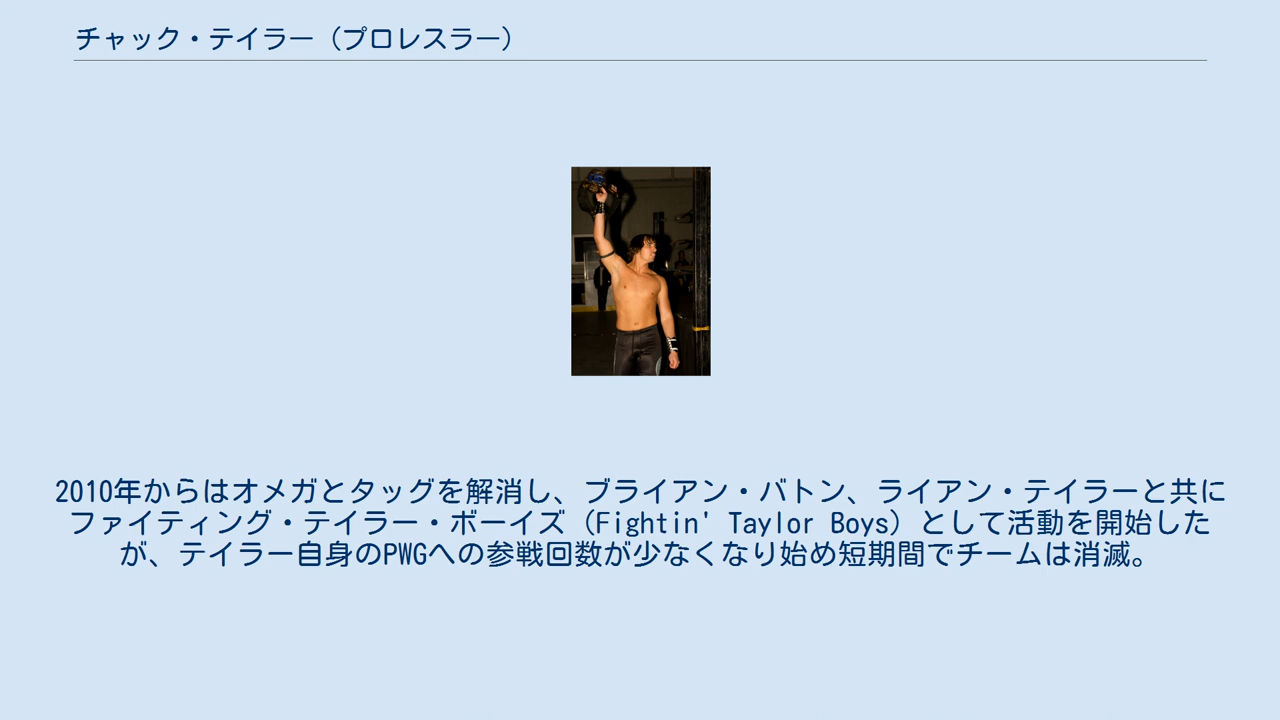 チャック・テイラー（プロレスラー）
2010年からはオメガとタッグを解消し、ブライアン・バトン、ライアン・テイラーと共に
ファイティング・テイラー・ボーイズ（Fightin' Taylor Boys）として活動を開始した
が、テイラー自身のPWGへの参戦回数が少なくなり始め短期間でチームは消滅。